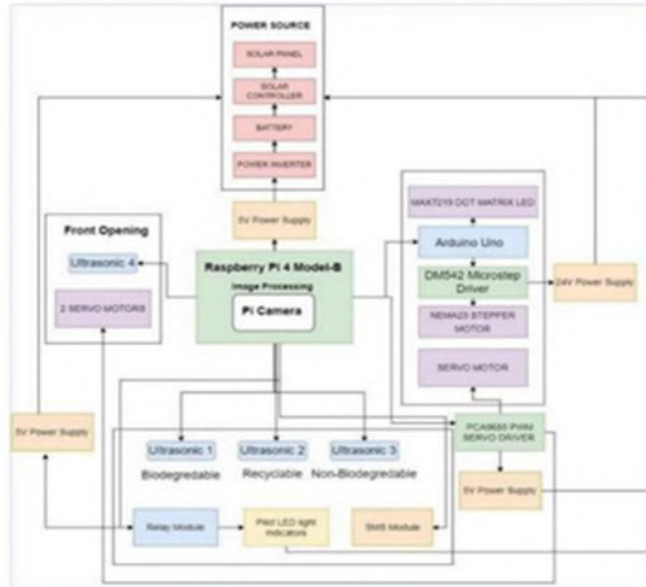 POWER SOURCE
SOLAR PANEL
SOLAR
CONTROLLER
BATTERY
POWER INVERTER
5V Power Supply
Front Opening
Ultrasonic 4
2 SERVO MOTORS
Raspberry Pi 4 Model-B
Image Processing
Pi Camera
MAX7219 DOT MATRIX LED
Arduino Uno
DM542 Microstep
Driver
24V Power Supply
NEMA23 STEPPER
MOTOR
SERVO MOTOR
5V Power Supply
PCA9685 PWM
SERVO DRIVER
Ultrasonic 1
Ultrasonic 2
Ultrasonic 3
Biodegredable
Recyclable
Non-Biodegredable
5V Power Supply
Relay Module
Pilot LED light
Indicators
SMS Module